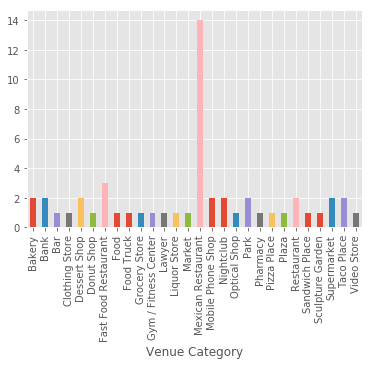 14
12
10
8
6
4
2
0
Bakery
Bank
Bar
Clothing Store
Dessert Shop
Donut Shop
Fast Food Restaurant
Food
Food Truck
Grocery Store
Gym / Fitness Center
Lawyer
Liquor Store
Market
Mexican Restaurant
Mobile Phone Shop
Nightclub
Optical Shop
Park
Pharmacy
Pizza Place
Plaza
Restaurant
Sandwich Place
Sculpture Garden
Supermarket
Taco Place
Video Store
Venue Category